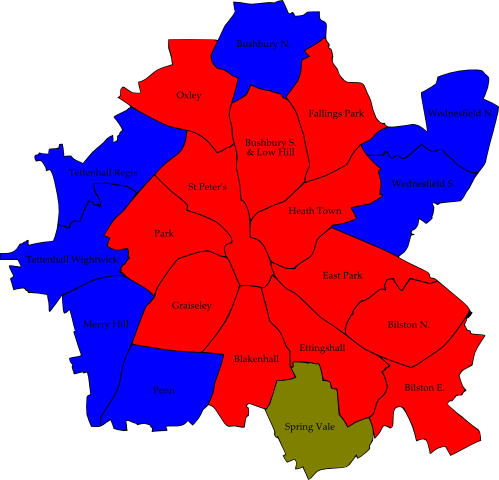 Bushbury N.
Oxley
Fallings Park
Wednesfield N.
Bushbury S.
& Low Hill
Tettenhall Regis
St Peter's
Wednesfield S.
Heath Town
Park
Tettenhall Wightwick
East Park
Graiseley
Merry Hill
Bilston N.
Ettingshall
Blakenhall
Penn
Bilston E.
Spring Vale